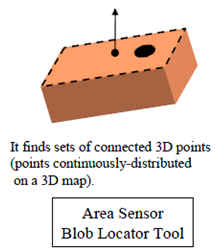 It finds sets of connected 3D points
(points continuously-distributed
on a 3D map).
Area Sensor
Blob Locator Tool